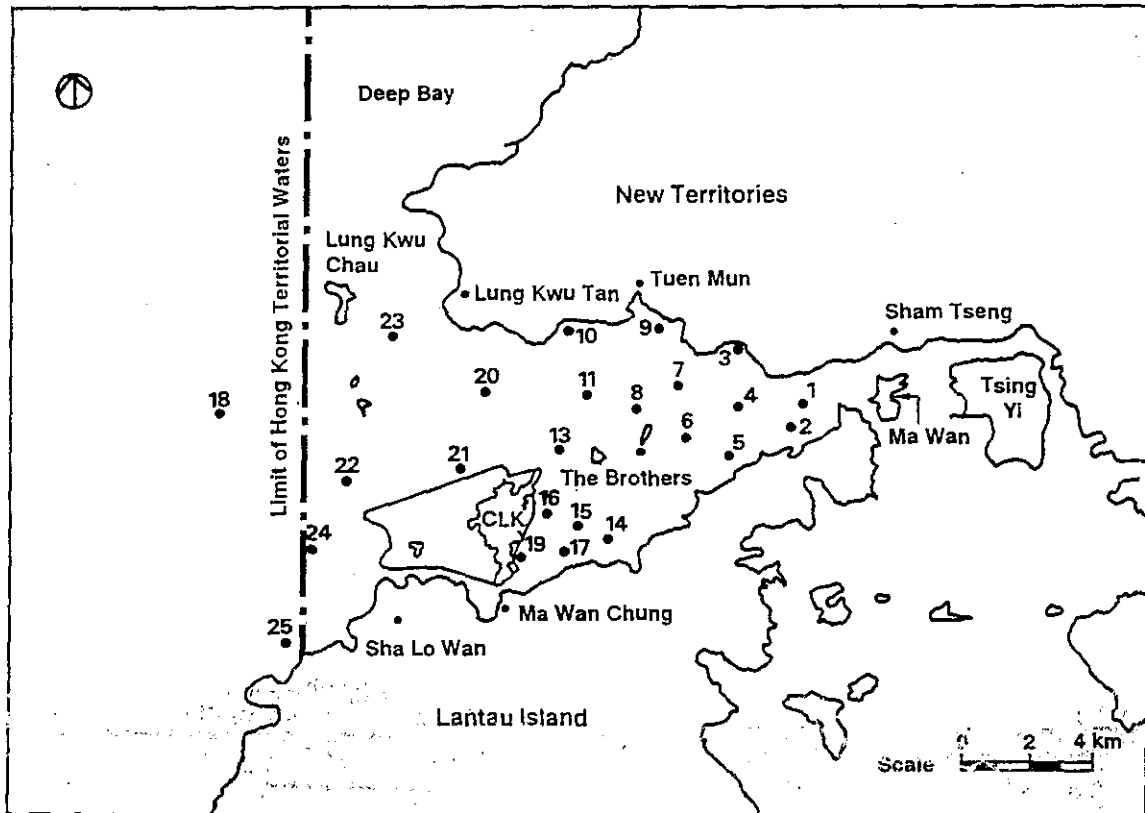 Deep Bay
Limit of Hong Kong Territorial Waters
New Territories
Lung Kwu
Chau
Lung Kwu Tan
Tuen Mun
Sham Tseng
23
10
9
3
18
20
11
7
8
4
1
Tsing
Yi
6
2
Ma Wan
22
21
13
5
The Brothers
16
CLK
15
14
24
19
17
25
Ma Wan Chung
Sha Lo Wan
Lantau Island
0 2 4 km
Scale